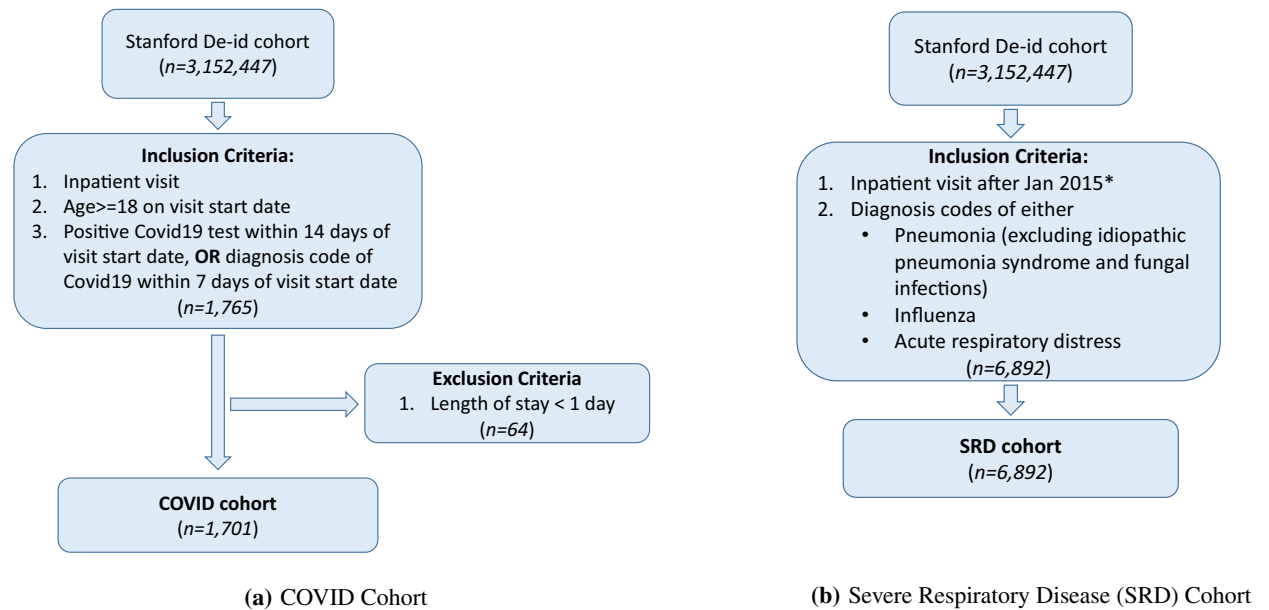 Stanford De-id cohort
(n=3,152,447)
Inclusion Criteria:
1. Inpatient visit
2. Age>=18 on visit start date
3. Positive Covid19 test within 14 days of
visit start date, OR diagnosis code of
Covid19 within 7 days of visit start date
(n=1,765)
Exclusion Criteria
1. Length of stay < 1 day
(n=64)
COVID cohort
(n=1,701)
(a) COVID Cohort
Stanford De-id cohort
(n=3,152,447)
Inclusion Criteria:
1. Inpatient visit after Jan 2015*
2. Diagnosis codes of either
• Pneumonia (excluding idiopathic
pneumonia syndrome and fungal
infections)
• Influenza
• Acute respiratory distress
(n=6,892)
SRD cohort
(n=6,892)
(b) Severe Respiratory Disease (SRD) Cohort